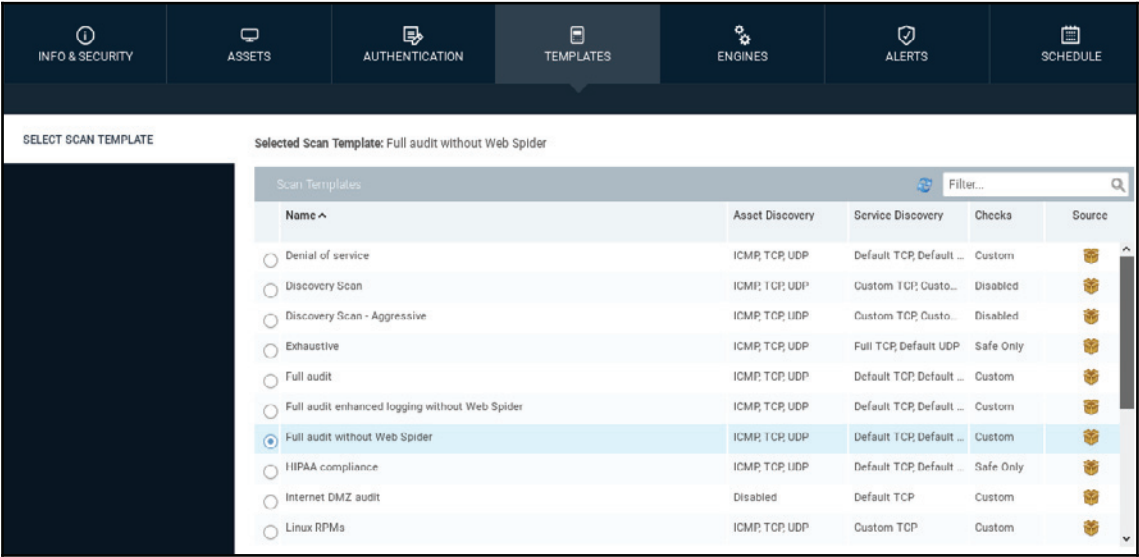 INFO & SECURITY ASSETS AUTHENTICATION TEMPLATES ENGINES ALERTS SCHEDULE
SELECT SCAN TEMPLATE
Selected Scan Template: Full audit without Web Spider
Scan Templates Filter...
Name Asset Discovery Service Discovery Checks Source
Denial of service ICMP, TCP, UDP Default TCP, Default ... Custom
Discovery Scan ICMP, TCP, UDP Custom TCP, Custo... Disabled
Discovery Scan - Aggressive ICMP, TCP, UDP Custom TCP, Custo... Disabled
Exhaustive ICMP, TCP, UDP Full TCP, Default UDP Safe Only
Full audit ICMP, TCP, UDP Default TCP, Default ... Custom
Full audit enhanced logging without Web Spider ICMP, TCP, UDP Default TCP, Default ... Custom
Full audit without Web Spider ICMP, TCP, UDP Default TCP, Default ... Custom
HIPAA compliance ICMP, TCP, UDP Default TCP, Default ... Safe Only
Internet DMZ audit Disabled Default TCP Custom
Linux RPMs ICMP, TCP, UDP Custom TCP Custom